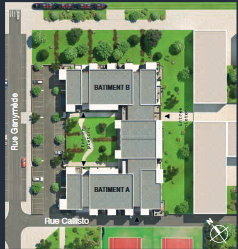 BATIMENT B
Rue Ganymède
BATIMENT A
Rue Callisto
N